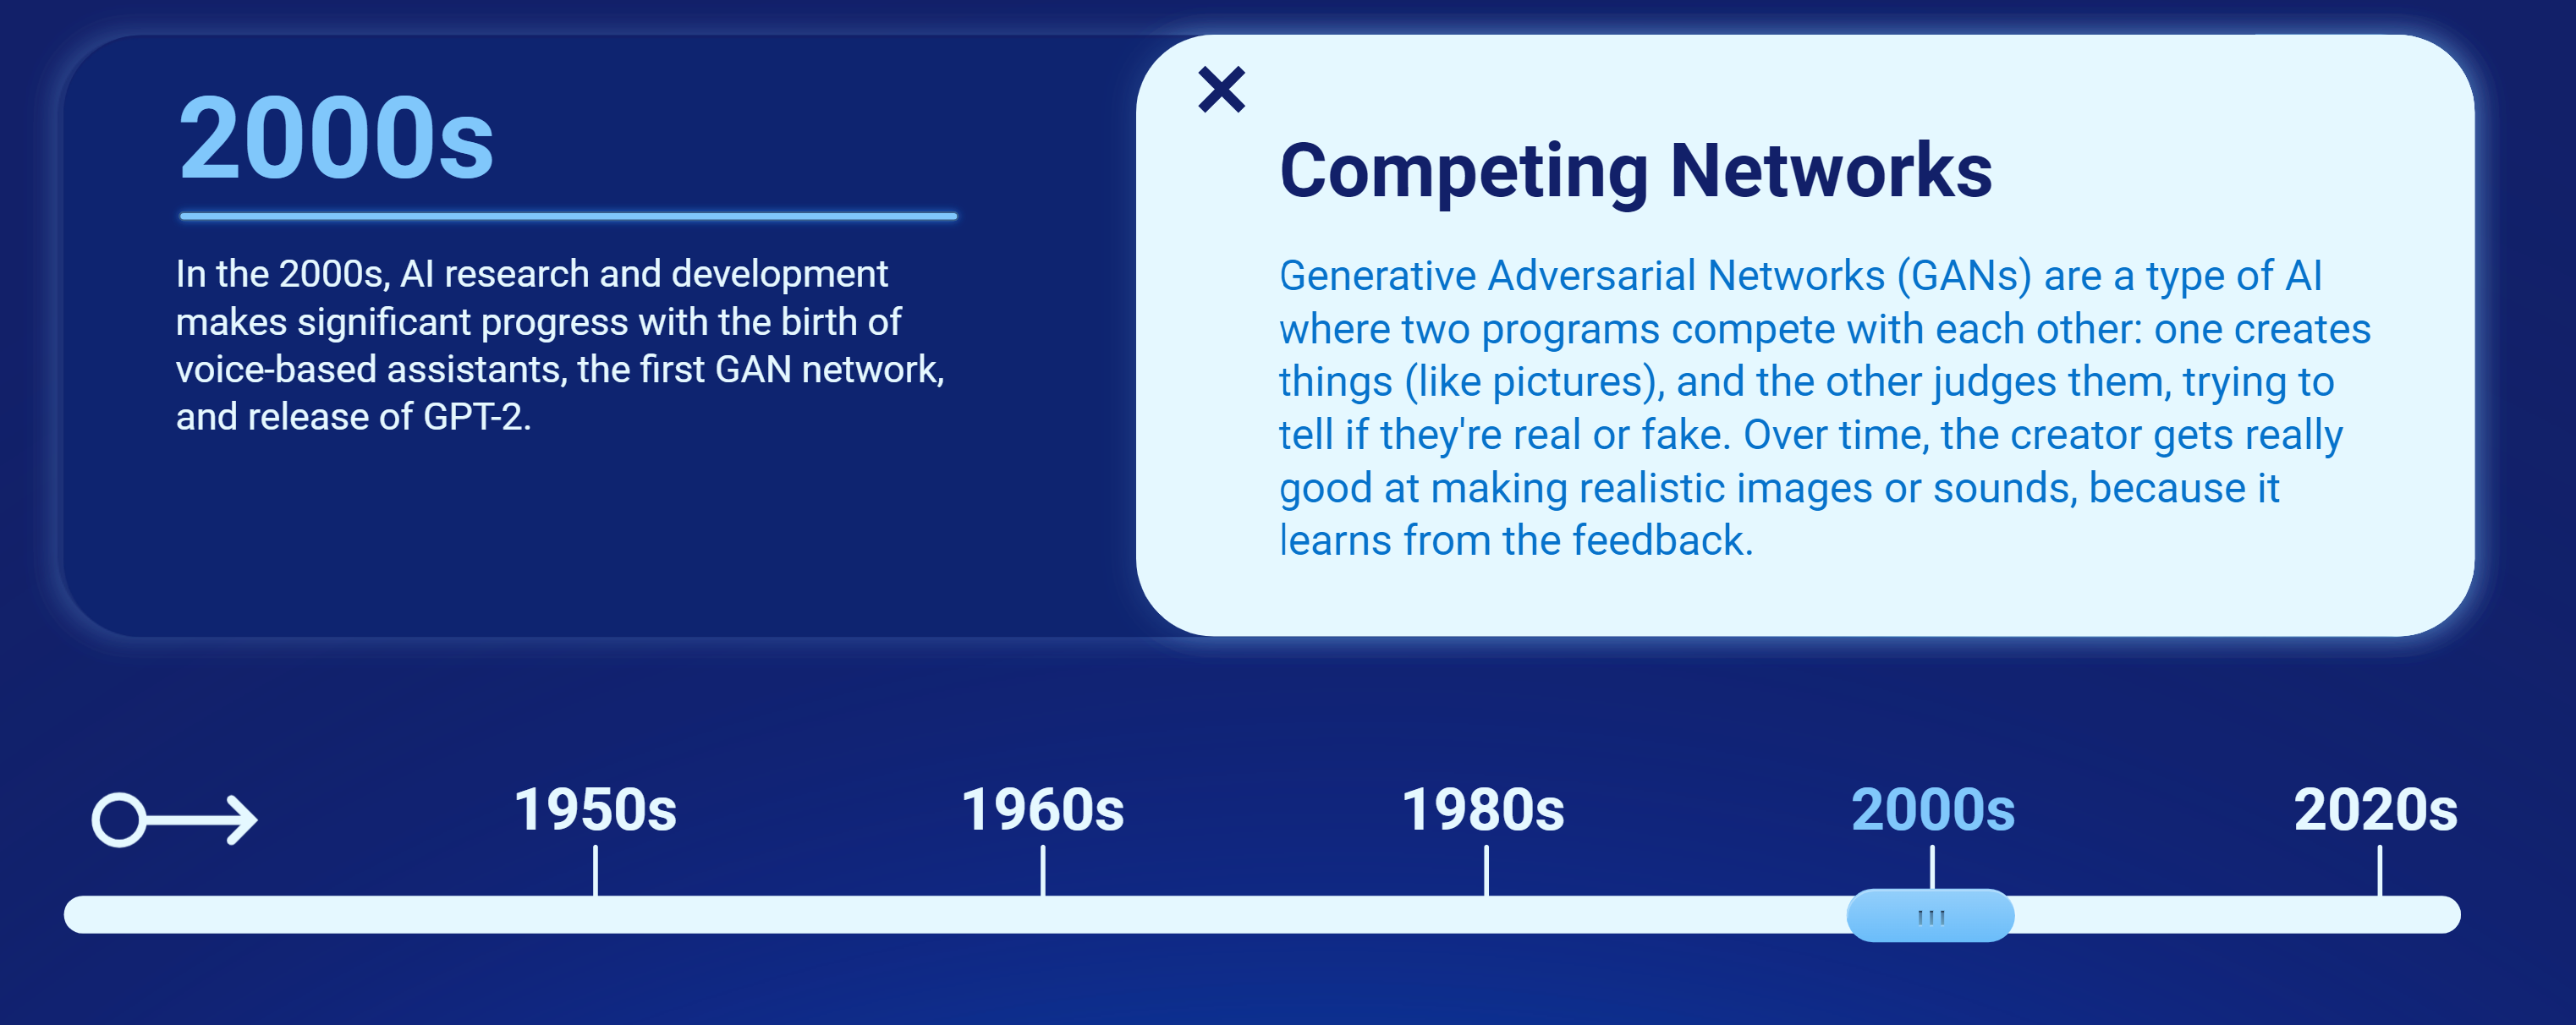 2000s
In the 2000s, AI research and development
makes significant progress with the birth of
voice-based assistants, the first GAN network,
and release of GPT-2.
Competing Networks
Generative Adversarial Networks (GANs) are a type of AI
where two programs compete with each other: one creates
things (like pictures), and the other judges them, trying to
tell if they're real or fake. Over time, the creator gets really
good at making realistic images or sounds, because it
learns from the feedback.
1950s
1960s
1980s
2000s
2020s